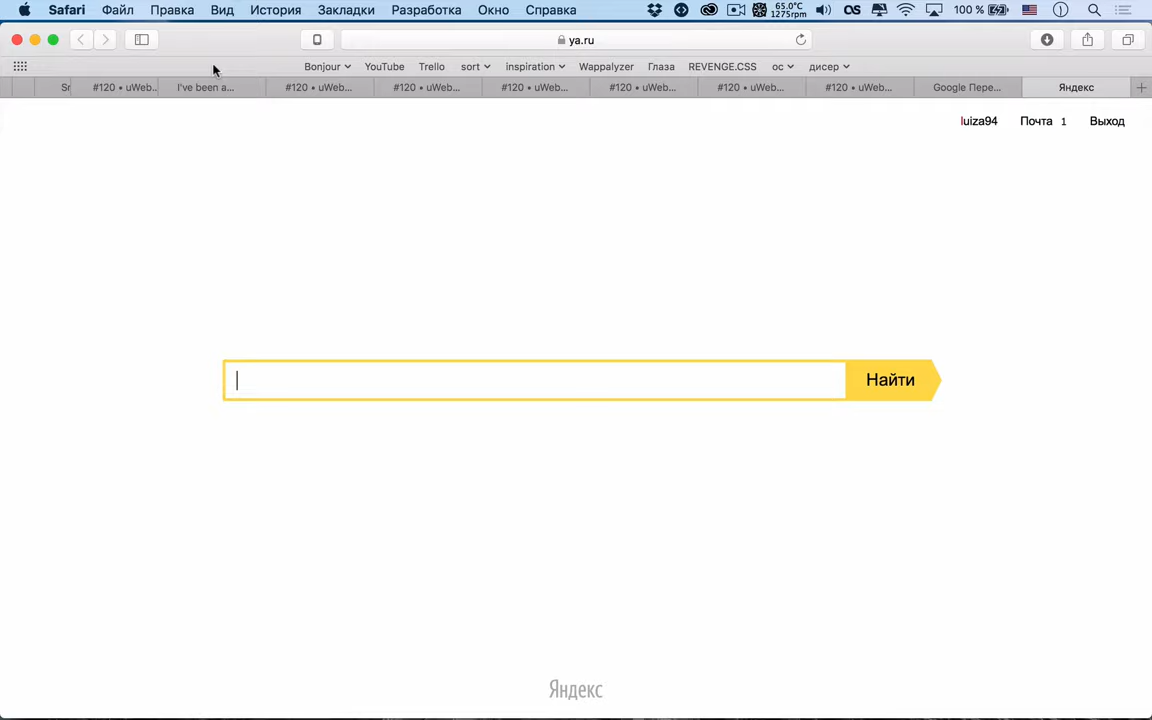 Safari Файл Правка Вид История Закладки Разработка Окно Справка 65.0°C 1275rpm 100 %
ya.ru
Bonjour YouTube Trello sort inspiration Wappalyzer Глаза REVENGE.CSS ос дисер
Sr #120 • uWeb... I've been a... #120 • uWeb... #120 • uWeb... #120 • uWeb... #120 • uWeb... #120 • uWeb... #120 • uWeb... Google Пере... Яндекс
luiza94 Почта 1 Выход
Найти
Яндекс